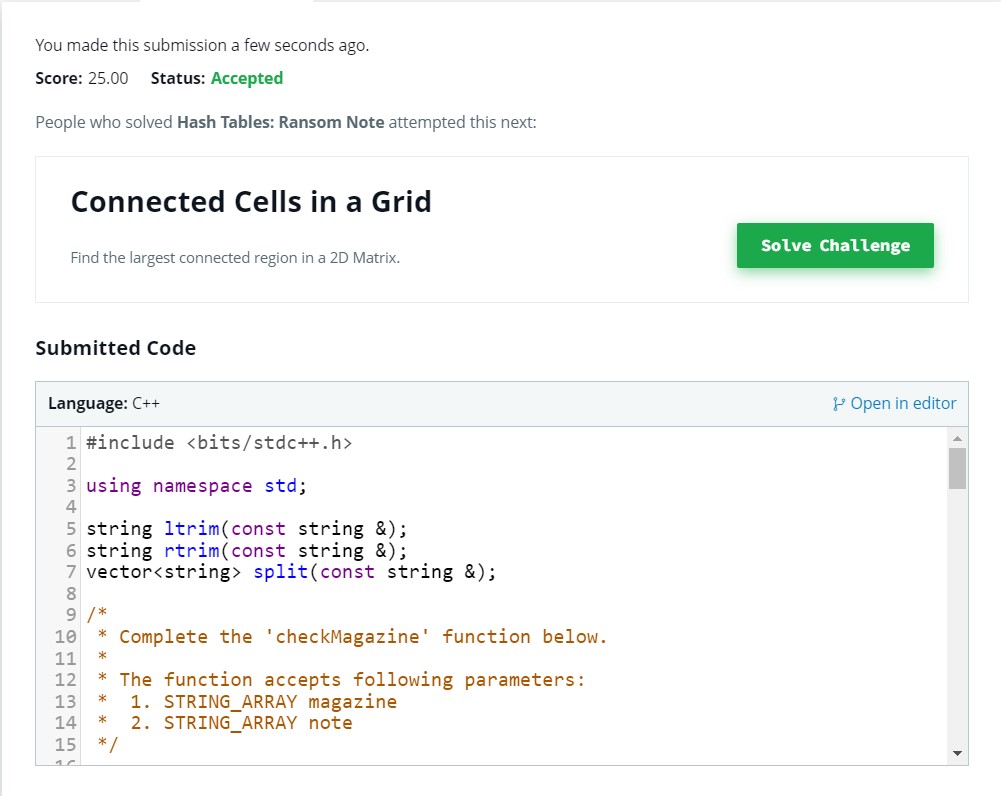 You made this submission a few seconds ago.
Score: 25.00 Status: Accepted
People who solved Hash Tables: Ransom Note attempted this next:
Connected Cells in a Grid
Find the largest connected region in a 2D Matrix.
Solve Challenge
Submitted Code
Language: C++
Open in editor
1 #include <bits/stdc++.h>
2
3 using namespace std;
4
5 string ltrim(const string &);
6 string rtrim(const string &);
7 vector<string> split(const string &);
8
9 /*
10 * Complete the 'checkMagazine' function below.
11 *
12 * The function accepts following parameters:
13 * 1. STRING_ARRAY magazine
14 * 2. STRING_ARRAY note
15 */